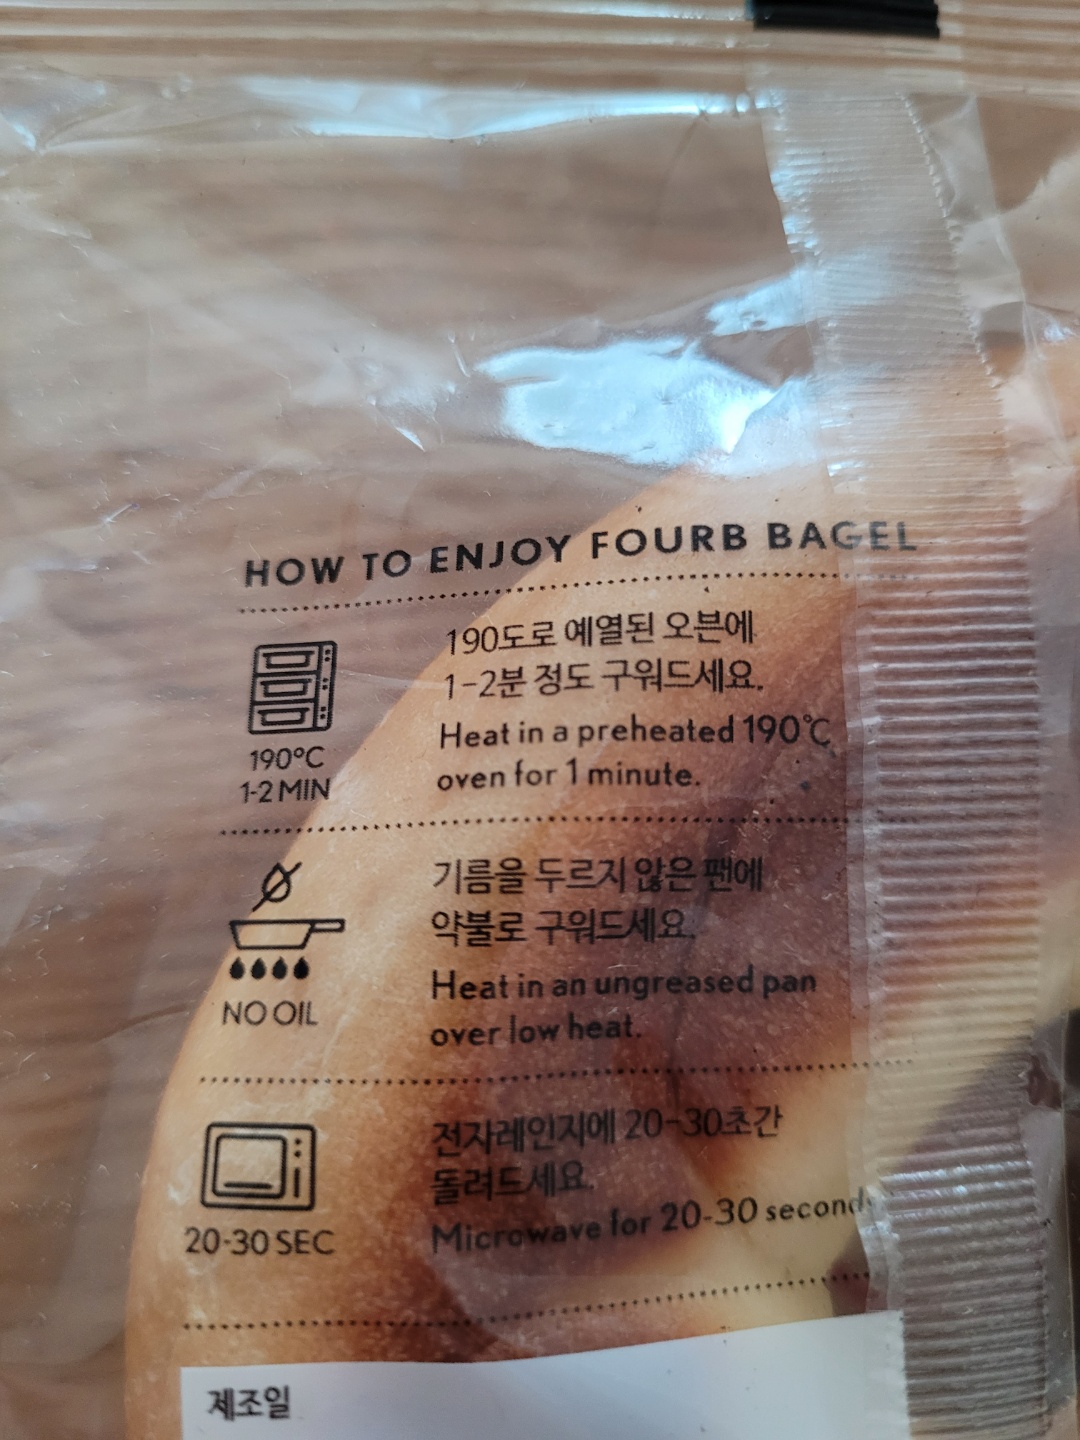 HOW TO ENJOY FOURB BAGEL
190도로 예열된 오븐에
1-2분 정도 구워드세요.
Heat in a preheated 190℃
oven for 1 minute.
190°C
1-2 MIN
기름을 두르지 않은 팬에
약불로 구워드세요.
Heat in an ungreased pan
over low heat.
NO OIL
전자레인지에 20-30초간
돌려드세요.
Microwave for 20-30 seconds
20-30 SEC
제조일